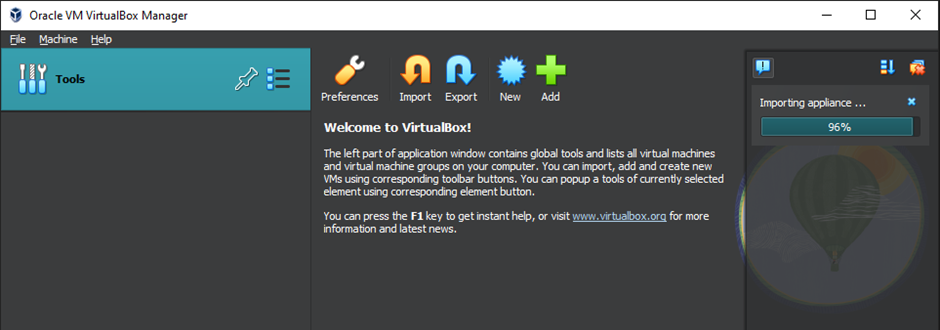 Oracle VM VirtualBox Manager
File Machine Help
Tools
Preferences Import Export New Add
Importing appliance ...
96%
Welcome to VirtualBox!
The left part of application window contains global tools and lists all virtual machines
and virtual machine groups on your computer. You can import, add and create new
VMs using corresponding toolbar buttons. You can popup a tools of currently selected
element using corresponding element button.
You can press the F1 key to get instant help, or visit www.virtualbox.org for more
information and latest news.